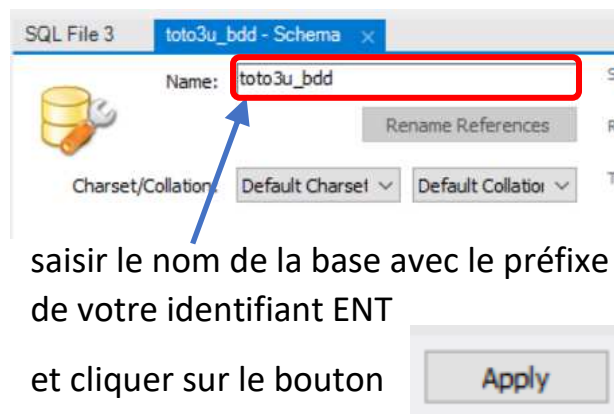 SQL File 3
toto3u_bdd - Schema ×
Name: toto3u_bdd
Rename References
Charset/Collation: Default Charset Default Collation
saisir le nom de la base avec le préfixe
de votre identifiant ENT
et cliquer sur le bouton Apply